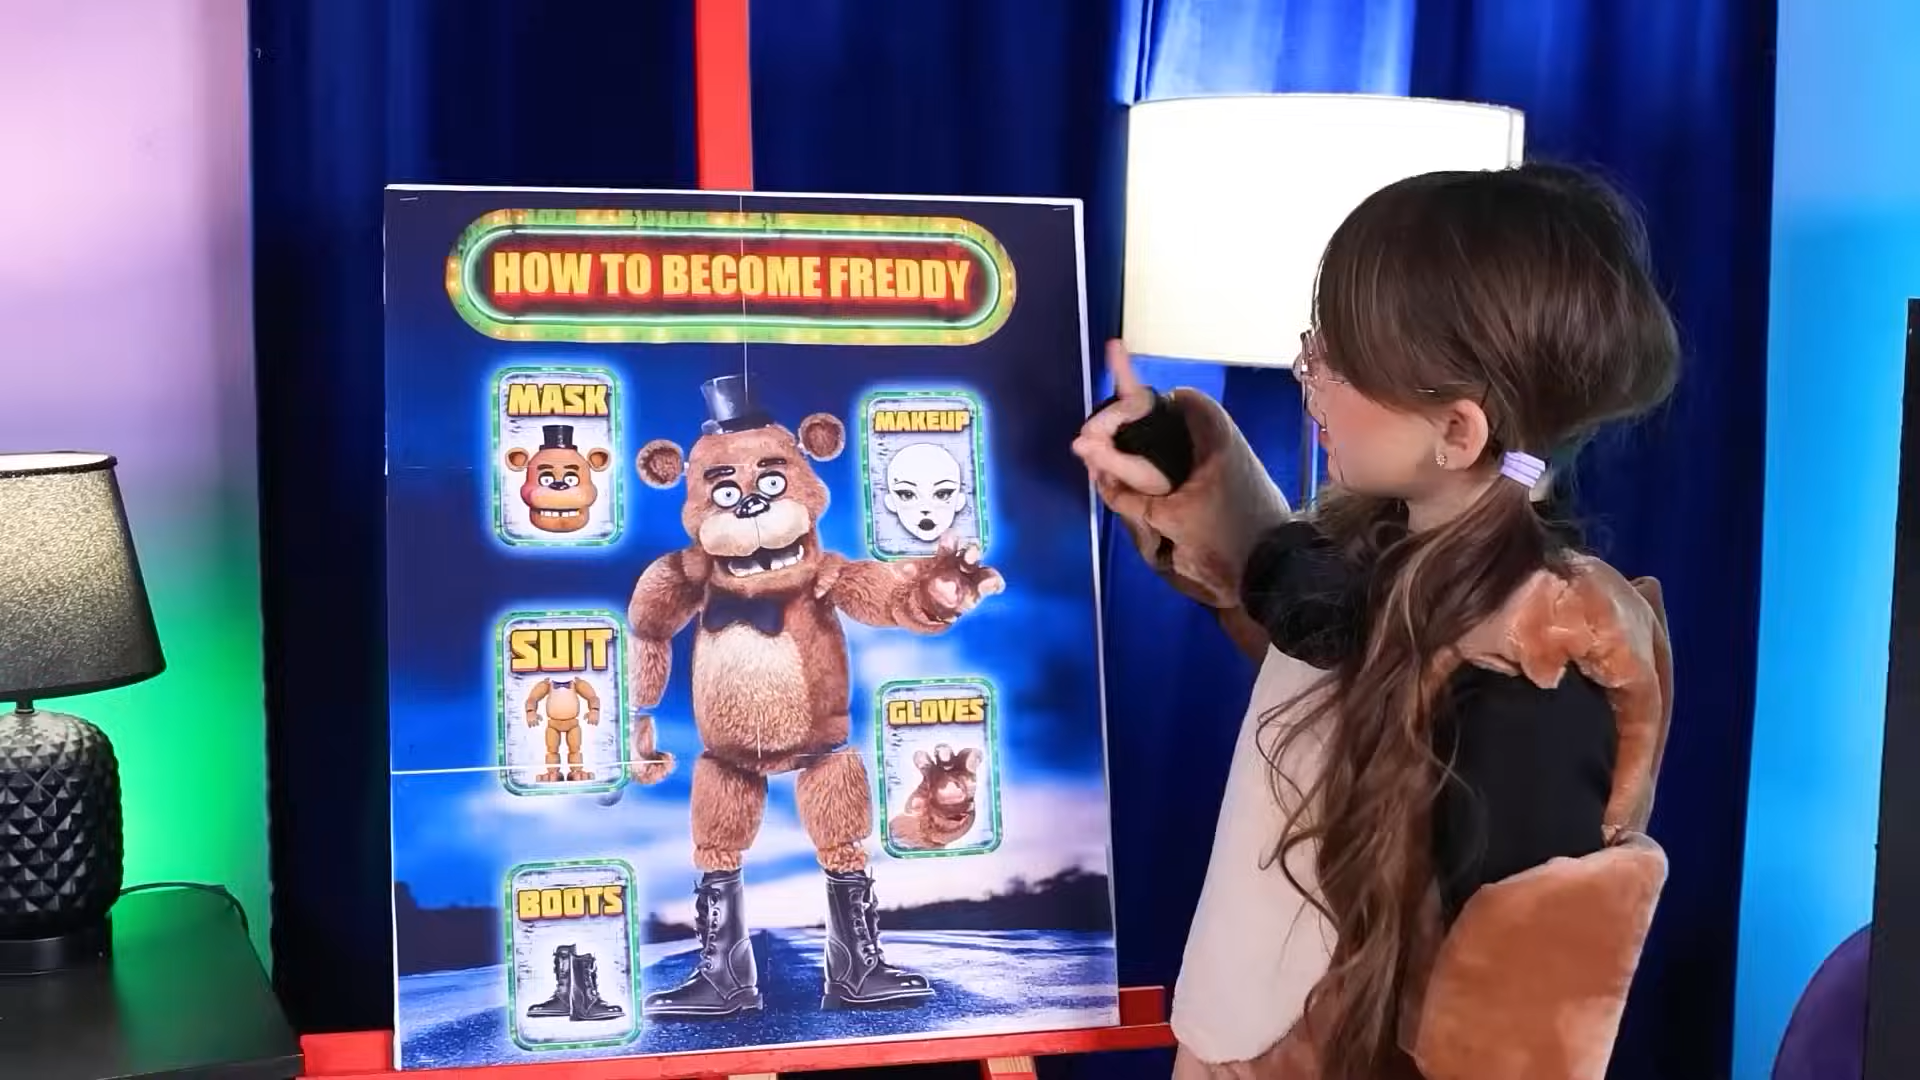 HOW TO BECOME FREDDY
MASK
MAKEUP
SUIT
GLOVES
BOOTS